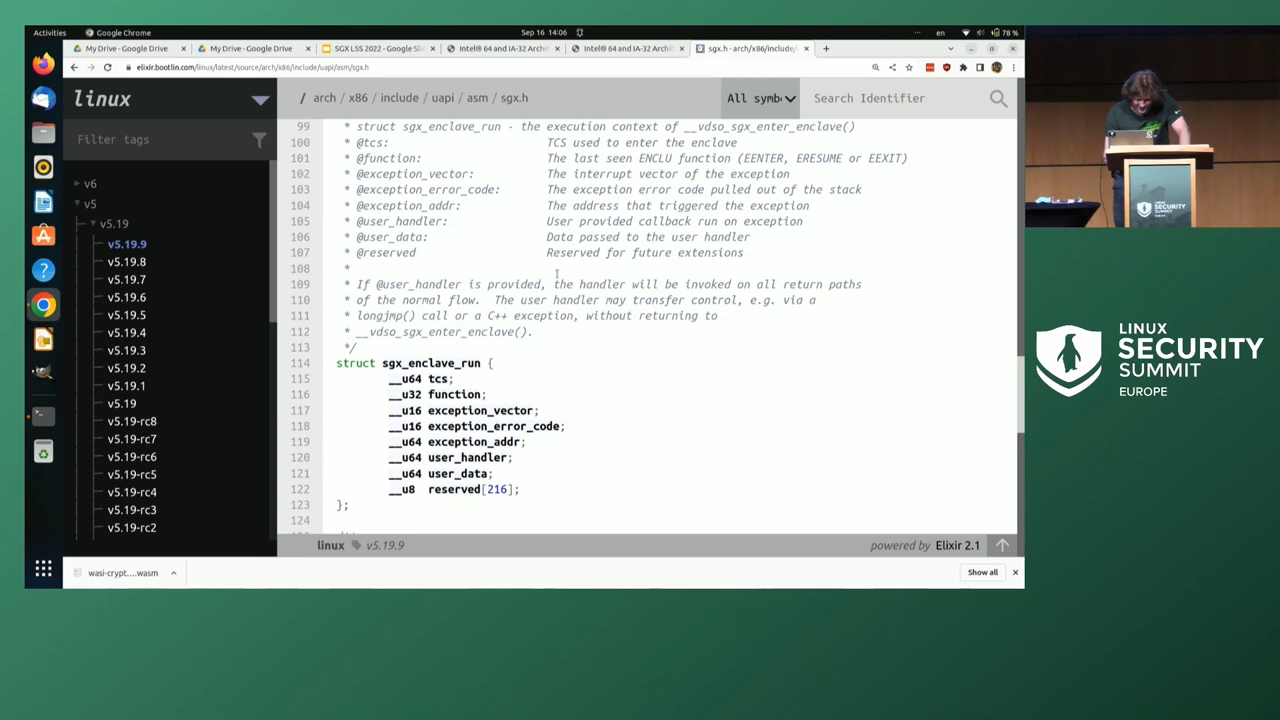 Activities
Google Chrome
Sep 16 14:06
en
78 %
My Drive - Google Drive
My Drive - Google Drive
SGX LSS 2022 - Google Sli
Intel® 64 and IA-32 Archi
Intel® 64 and IA-32 Archi
sgx.h - arch/x86/include/
elixir.bootlin.com/linux/latest/source/arch/x86/include/uapi/asm/sgx.h
linux
/ arch / x86 / include / uapi / asm / sgx.h
All symb
Search Identifier
Filter tags
v6
v5
v5.19
v5.19.9
v5.19.8
v5.19.7
v5.19.6
v5.19.5
v5.19.4
v5.19.3
v5.19.2
v5.19.1
v5.19
v5.19-rc8
v5.19-rc7
v5.19-rc6
v5.19-rc5
v5.19-rc4
v5.19-rc3
v5.19-rc2
99 * struct sgx_enclave_run - the execution context of __vdso_sgx_enter_enclave()
100 * @tcs: TCS used to enter the enclave
101 * @function: The last seen ENCLU function (EENTER, ERESUME or EEXIT)
102 * @exception_vector: The interrupt vector of the exception
103 * @exception_error_code: The exception error code pulled out of the stack
104 * @exception_addr: The address that triggered the exception
105 * @user_handler: User provided callback run on exception
106 * @user_data: Data passed to the user handler
107 * @reserved Reserved for future extensions
108 *
109 * If @user_handler is provided, the handler will be invoked on all return paths
110 * of the normal flow. The user handler may transfer control, e.g. via a
111 * longjmp() call or a C++ exception, without returning to
112 * __vdso_sgx_enter_enclave().
113 */
114 struct sgx_enclave_run {
115 __u64 tcs;
116 __u32 function;
117 __u16 exception_vector;
118 __u16 exception_error_code;
119 __u64 exception_addr;
120 __u64 user_handler;
121 __u64 user_data;
122 __u8 reserved[216];
123 };
124
linux v5.19.9
powered by Elixir 2.1
wasi-crypt....wasm
Show all
LINUX
SECURITY
SUMMIT
EUROPE
LINUX
SECURITY
SUMMIT
EUROPE